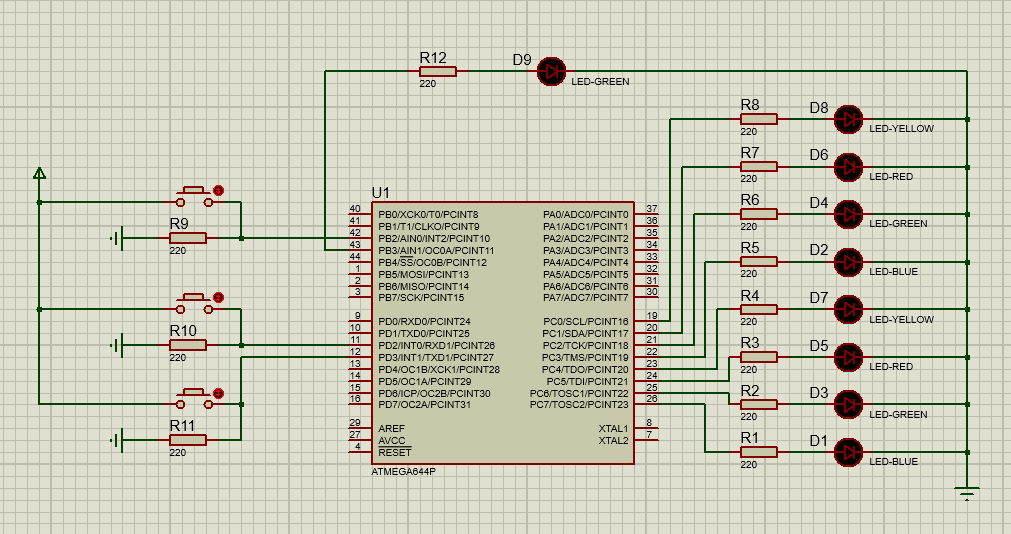 R12
220
D9
LED-GREEN
R8
220
D8
LED-YELLOW
R7
220
D6
LED-RED
R6
220
D4
LED-GREEN
R5
220
D2
LED-BLUE
R4
220
D7
LED-YELLOW
R3
220
D5
LED-RED
R2
220
D3
LED-GREEN
R1
220
D1
LED-BLUE
R9
220
R10
220
R11
220
U1
40 PB0/XCK0/T0/PCINT8
41 PB1/T1/CLKO/PCINT9
42 PB2/AIN0/INT2/PCINT10
43 PB3/AIN1/OC0A/PCINT11
44 PB4/SS/OC0B/PCINT12
1 PB5/MOSI/PCINT13
2 PB6/MISO/PCINT14
3 PB7/SCK/PCINT15
9 PD0/RXD0/PCINT24
10 PD1/TXD0/PCINT25
11 PD2/INT0/RXD1/PCINT26
12 PD3/INT1/TXD1/PCINT27
13 PD4/OC1B/XCK1/PCINT28
14 PD5/OC1A/PCINT29
15 PD6/ICP/OC2B/PCINT30
16 PD7/OC2A/PCINT31
29 AREF
27 AVCC
4 RESET
PA0/ADC0/PCINT0 37
PA1/ADC1/PCINT1 36
PA2/ADC2/PCINT2 35
PA3/ADC3/PCINT3 34
PA4/ADC4/PCINT4 33
PA5/ADC5/PCINT5 32
PA6/ADC6/PCINT6 31
PA7/ADC7/PCINT7 30
PC0/SCL/PCINT16 19
PC1/SDA/PCINT17 20
PC2/TCK/PCINT18 21
PC3/TMS/PCINT19 22
PC4/TDO/PCINT20 23
PC5/TDI/PCINT21 24
PC6/TOSC1/PCINT22 25
PC7/TOSC2/PCINT23 26
XTAL1 8
XTAL2 7
ATMEGA644P